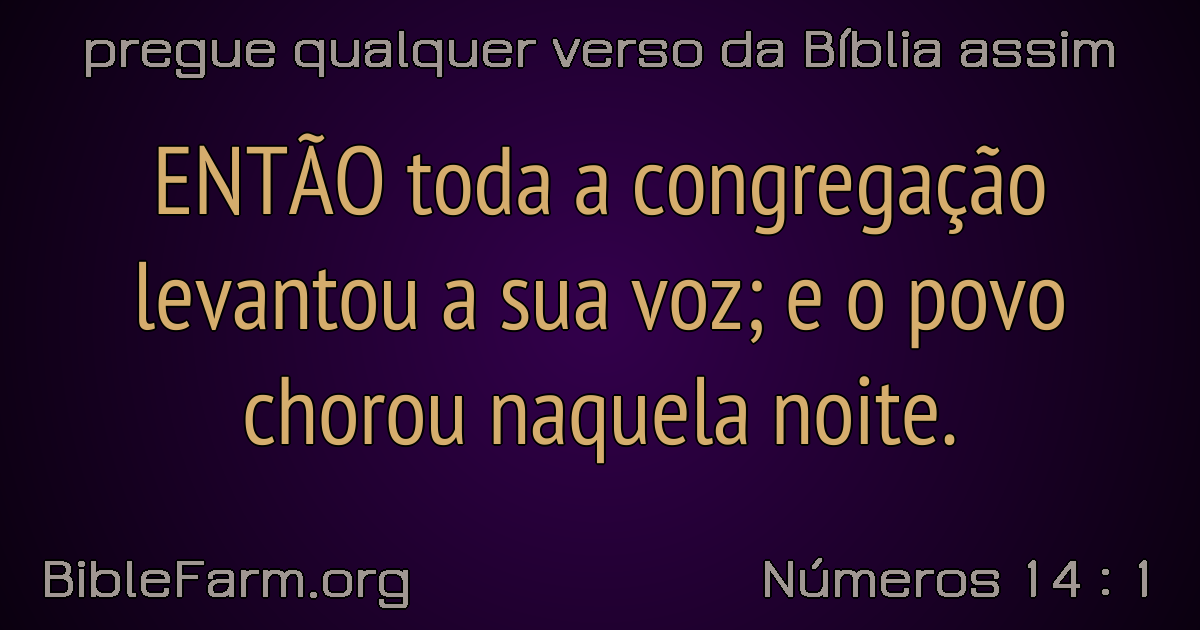 pregue qualquer verso da Bíblia assim
ENTÃO toda a congregação
levantou a sua voz; e o povo
chorou naquela noite.
BibleFarm.org
Números 14 : 1